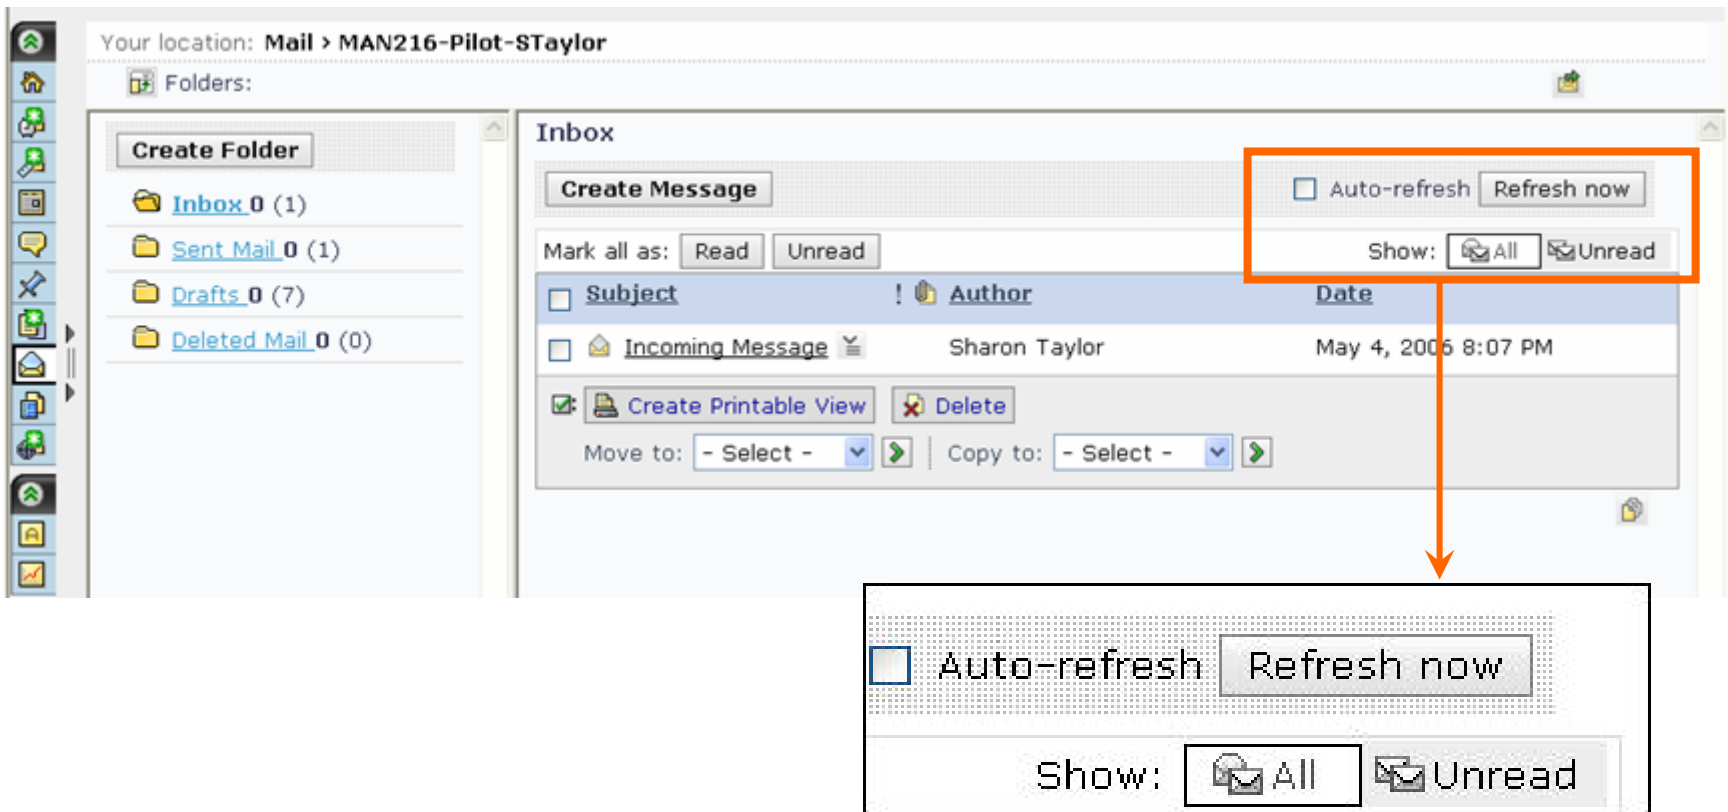 Your location: Mail › MAN216-Pilot-STaylor
Folders:
Create Folder
Inbox 0 (1)
Sent Mail 0 (1)
Drafts 0 (7)
Deleted Mail 0 (0)
Inbox
Create Message Auto-refresh Refresh now
Mark all as: Read Unread Show: All Unread
Subject ! Author Date
Incoming Message Sharon Taylor May 4, 2006 8:07 PM
: Create Printable View Delete
Move to: - Select - Copy to: - Select -
Auto-refresh Refresh now
Show: All Unread